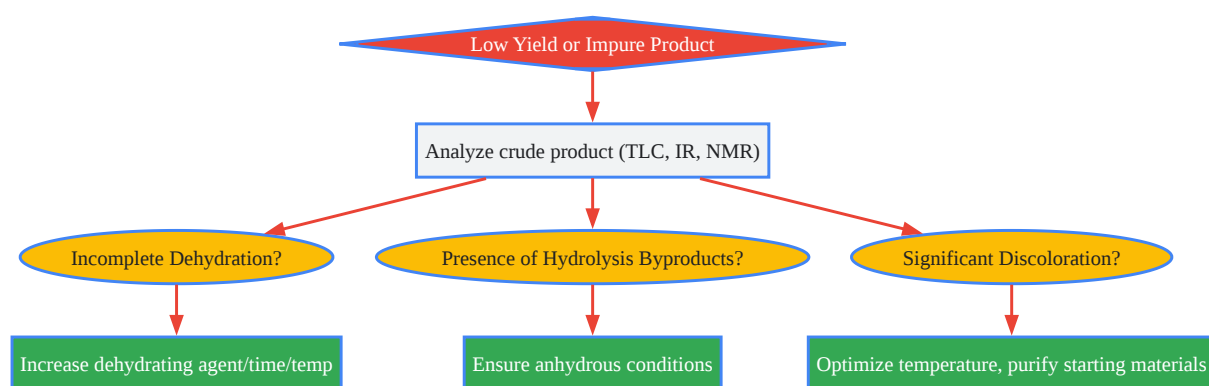 Low Yield or Impure Product
Analyze crude product (TLC, IR, NMR)
Incomplete Dehydration?
Presence of Hydrolysis Byproducts?
Significant Discoloration?
Increase dehydrating agent/time/temp
Ensure anhydrous conditions
Optimize temperature, purify starting materials